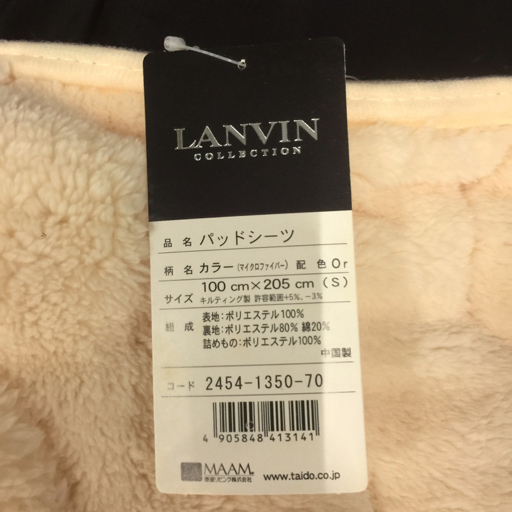 LANVIN
COLLECTION
品名 パッドシーツ
柄名 カラー(マイクロファイバー) 配色 Or
サイズ 100cm×205cm(S)
キルティング製 許容範囲+5%、-3%
組成 表地:ポリエステル100%
裏地:ポリエステル80% 綿20%
詰めもの:ポリエステル100%
中国製
コード 2454-1350-70
4 905848 413141
MAAM
www.taido.co.jp